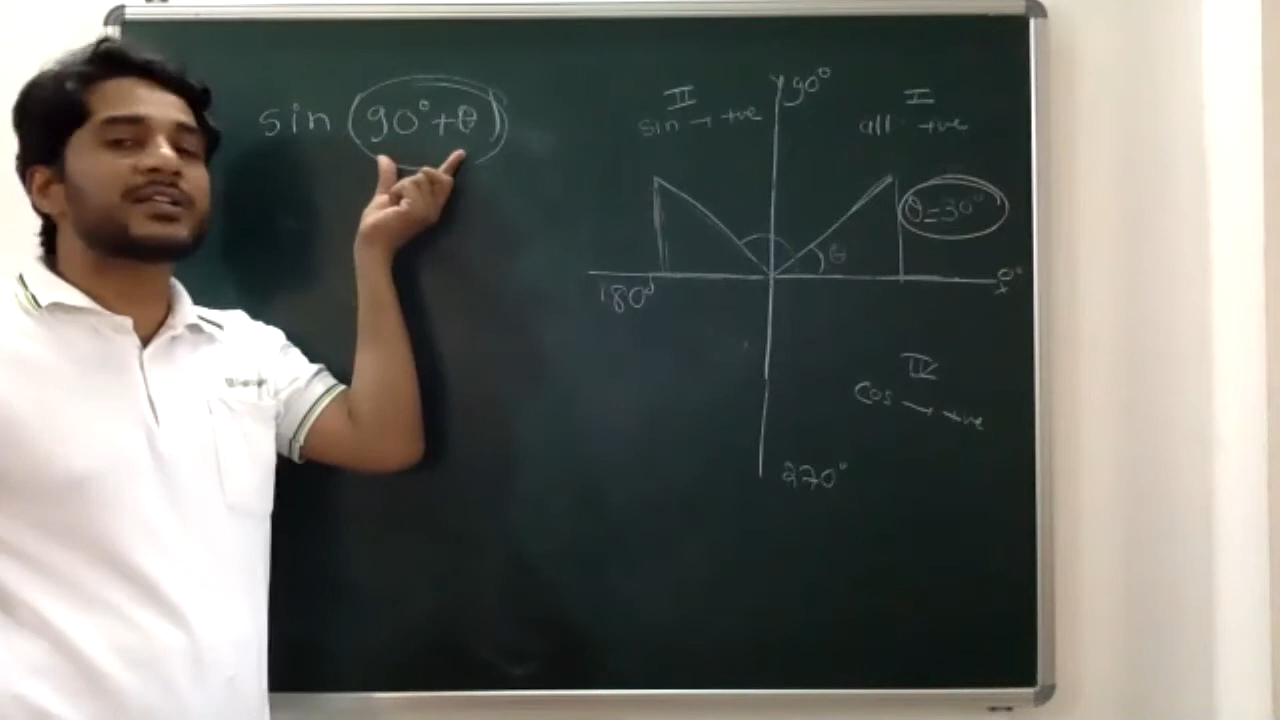 sin (90°+θ)
90°
II
sin → +ve
I
all +ve
θ=30°
θ
180°
0°
x
IV
cos → +ve
270°